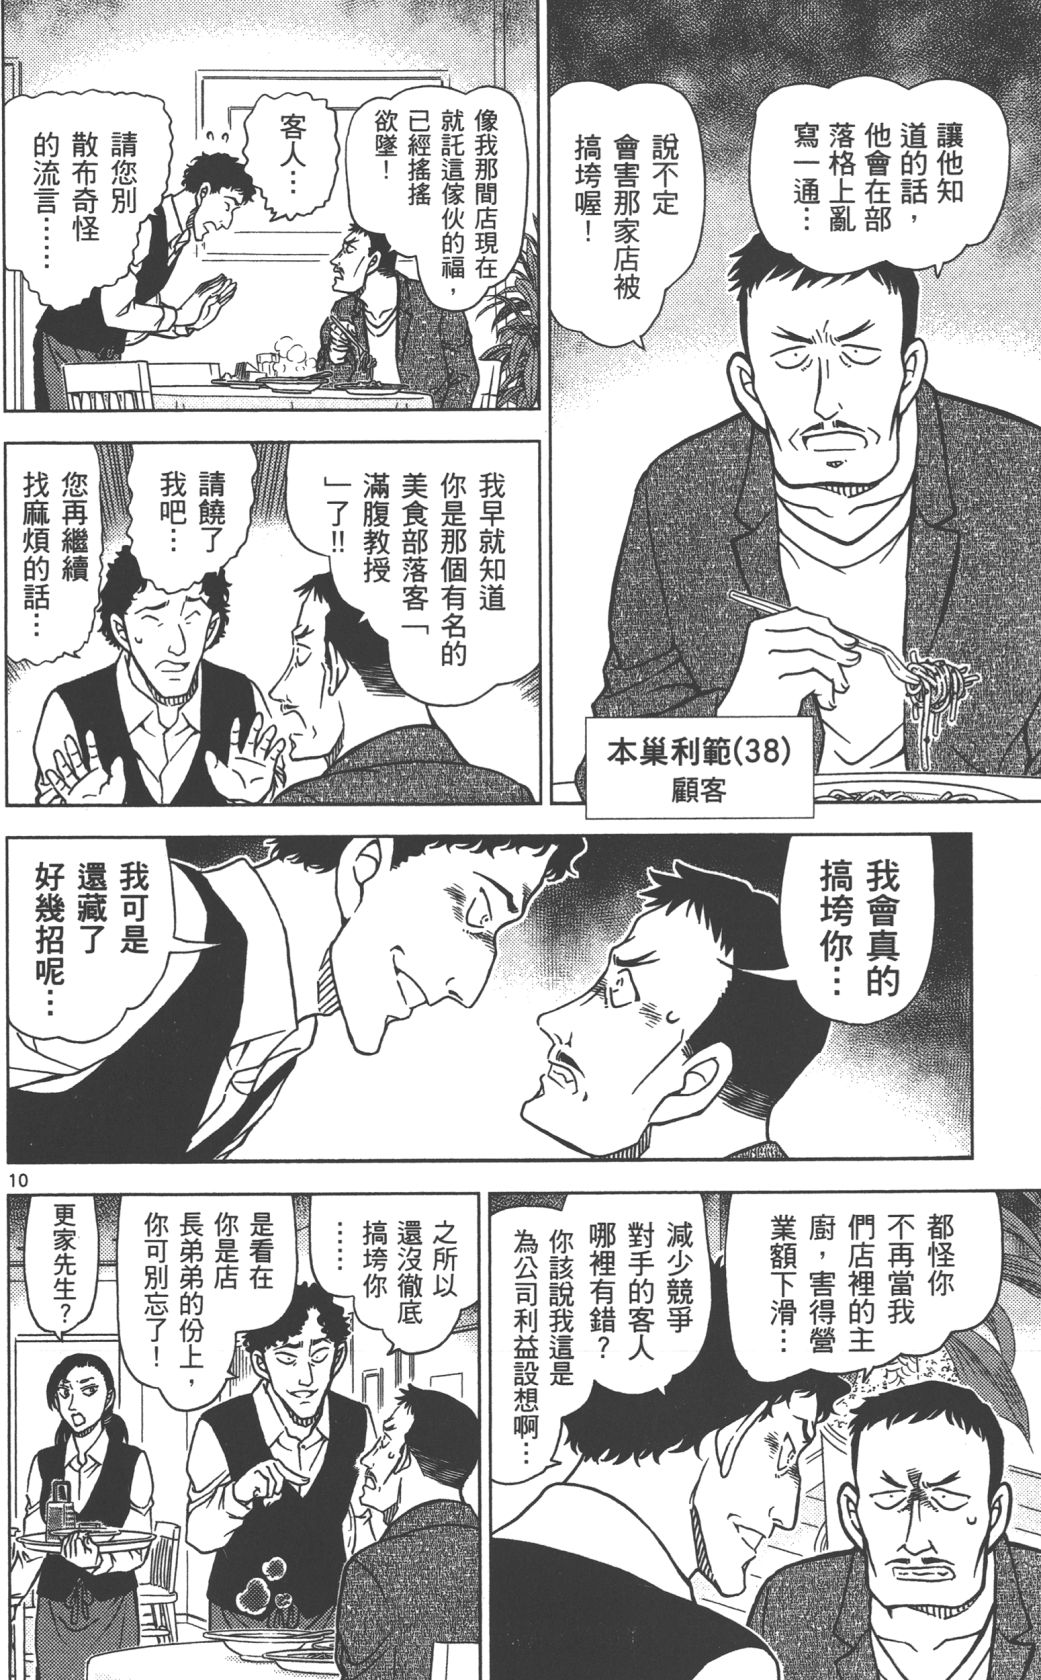 讓他知
道的話，
他會在部
落格上亂
寫一通…
說不定
會害那家店被
搞垮喔！
本巢利範(38)
顧客
像我那間店現在
就託這傢伙的福，
已經搖搖
欲墜！
客人…
請您別
散布奇怪
的流言……
我早就知道
你是那個有名的
美食部落客「
滿腹教授
」了!!
請饒了
我吧…
您再繼續
找麻煩的話…
我會真的
搞垮你…
我可是
還藏了
好幾招呢…
10
都怪你
不再當我
們店裡的主
廚，害得營
業額下滑…
減少競爭
對手的客人
哪裡有錯？
你該說我這是
為公司利益設想啊…
之所以
還沒徹底
搞垮你
……
是看在
你是店
長弟弟的份上，
你可別忘了！
更家先生？